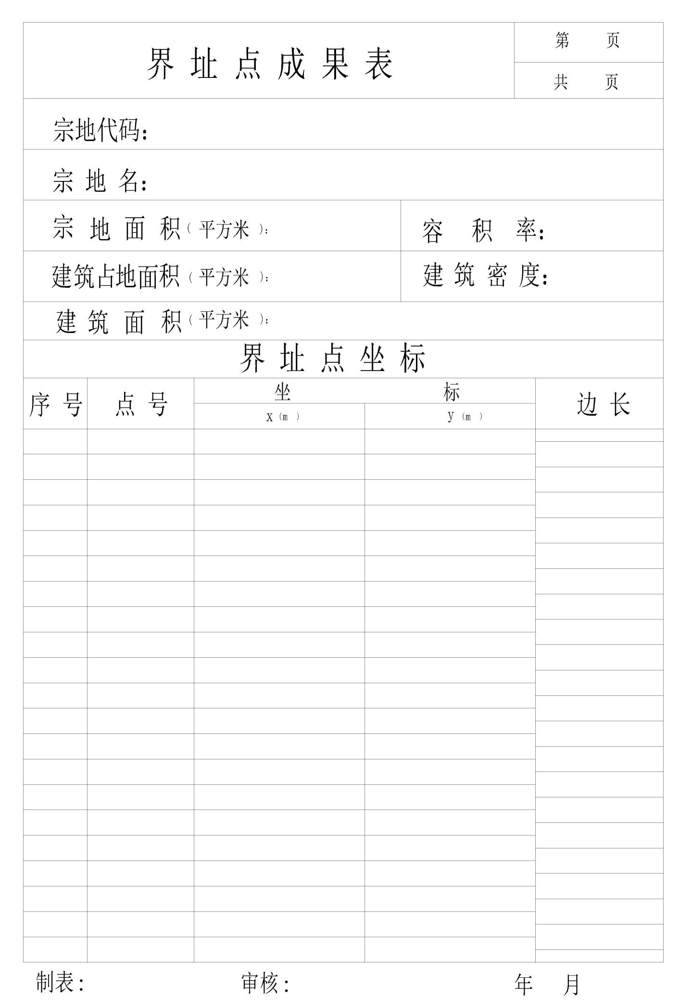 界址点成果表
第 页
共 页
宗地代码：
宗地名：
宗地面积（平方米）：
容积率：
建筑占地面积（平方米）：
建筑密度：
建筑面积（平方米）：
界址点坐标
序号 点号 坐标 边长
x（m） y（m）
制表： 审核： 年 月